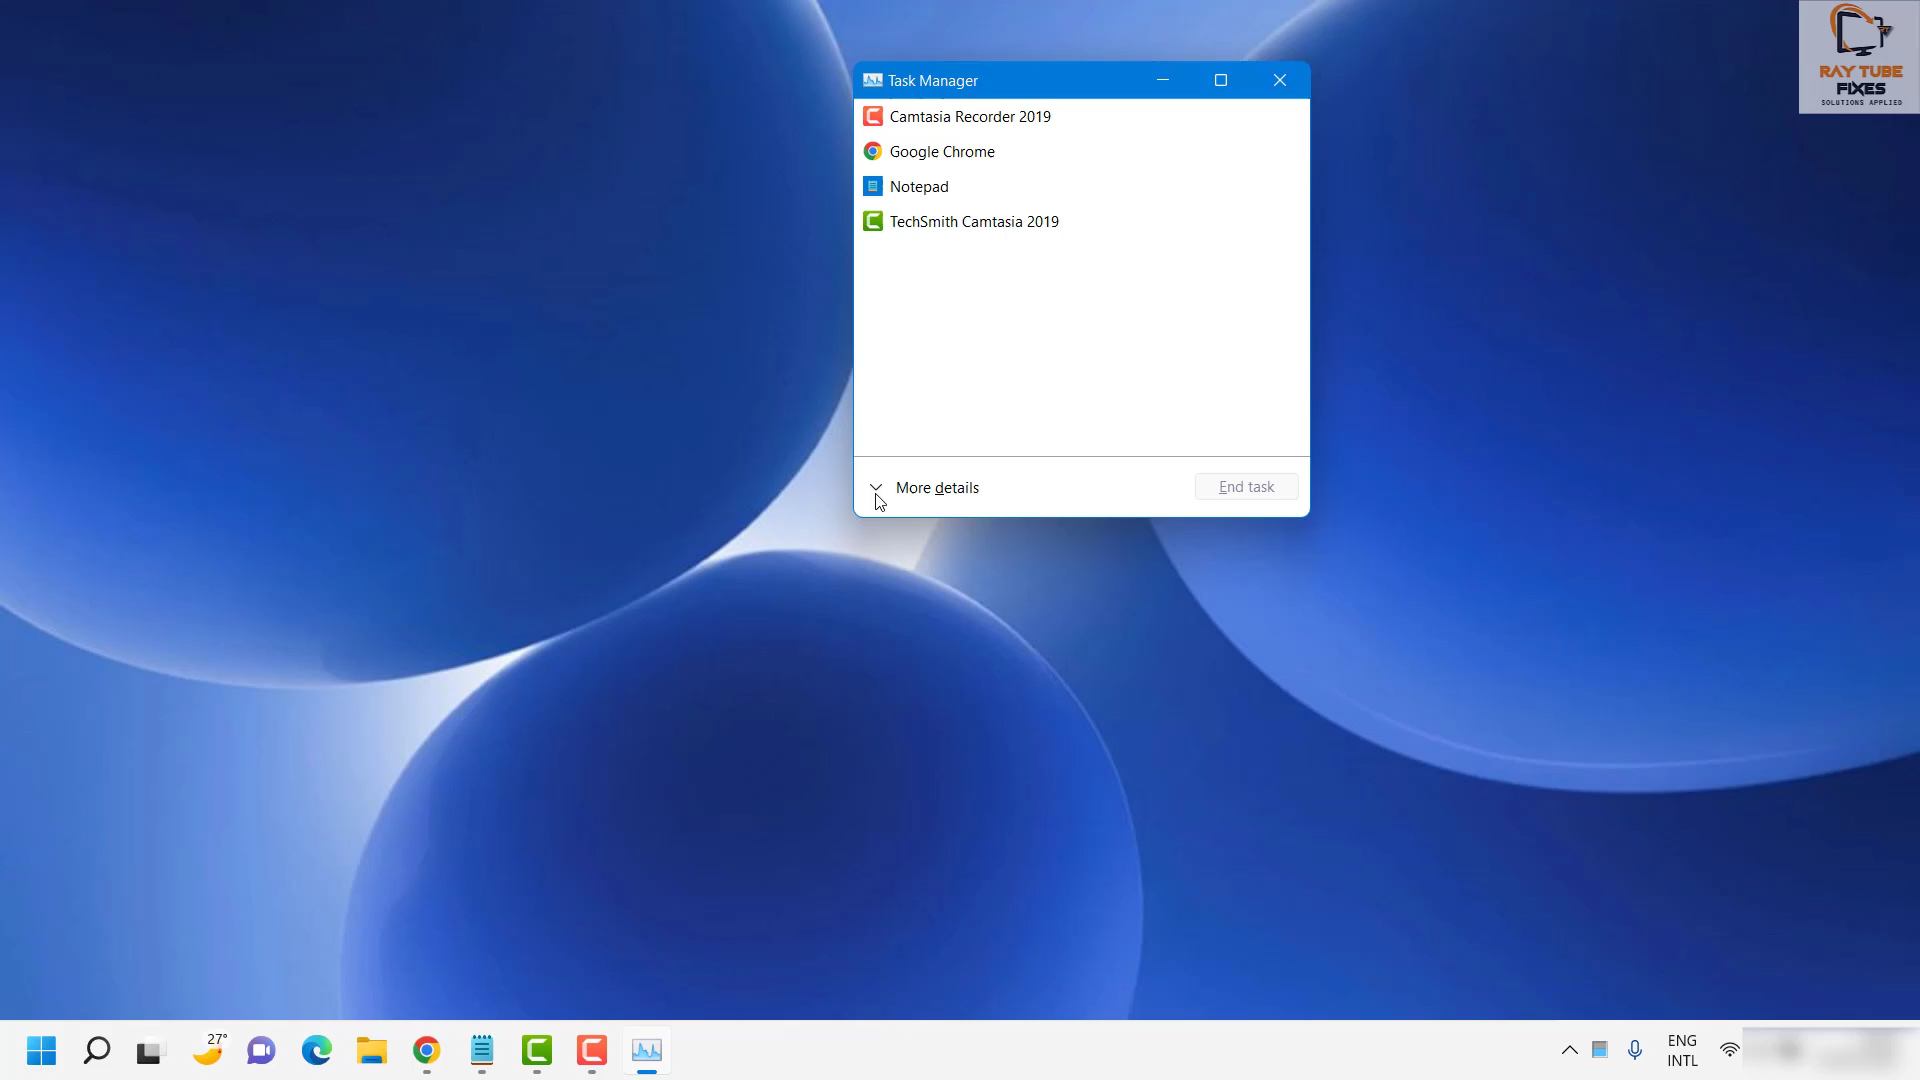 RAY TUBE
FIXES
SOLUTIONS APPLIED
Task Manager
Camtasia Recorder 2019
Google Chrome
Notepad
TechSmith Camtasia 2019
More details
End task
27°
ENG
INTL